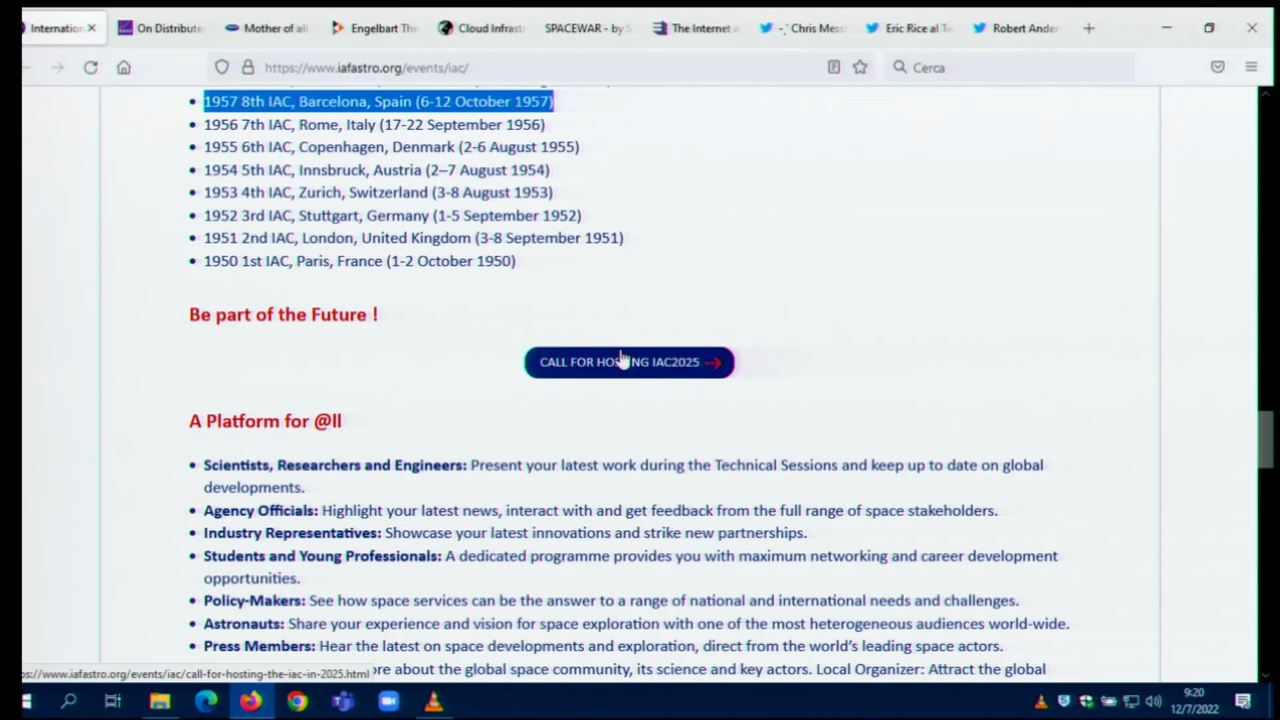 Internation
On Distribute
Mother of all
Engelbart The
Cloud Infrast
SPACEWAR - by S
The Internet a
Chris Mess
Eric Rice al T
Robert Ander
https://www.iafastro.org/events/iac/
Cerca
1957 8th IAC, Barcelona, Spain (6-12 October 1957)
1956 7th IAC, Rome, Italy (17-22 September 1956)
1955 6th IAC, Copenhagen, Denmark (2-6 August 1955)
1954 5th IAC, Innsbruck, Austria (2–7 August 1954)
1953 4th IAC, Zurich, Switzerland (3-8 August 1953)
1952 3rd IAC, Stuttgart, Germany (1-5 September 1952)
1951 2nd IAC, London, United Kingdom (3-8 September 1951)
1950 1st IAC, Paris, France (1-2 October 1950)
Be part of the Future !
CALL FOR HOSTING IAC2025
A Platform for @ll
Scientists, Researchers and Engineers: Present your latest work during the Technical Sessions and keep up to date on global
developments.
Agency Officials: Highlight your latest news, interact with and get feedback from the full range of space stakeholders.
Industry Representatives: Showcase your latest innovations and strike new partnerships.
Students and Young Professionals: A dedicated programme provides you with maximum networking and career development
opportunities.
Policy-Makers: See how space services can be the answer to a range of national and international needs and challenges.
Astronauts: Share your experience and vision for space exploration with one of the most heterogeneous audiences world-wide.
Press Members: Hear the latest on space developments and exploration, direct from the world's leading space actors.
ore about the global space community, its science and key actors. Local Organizer: Attract the global
ps://www.iafastro.org/events/iac/call-for-hosting-the-iac-in-2025.html
9:20
12/7/2022